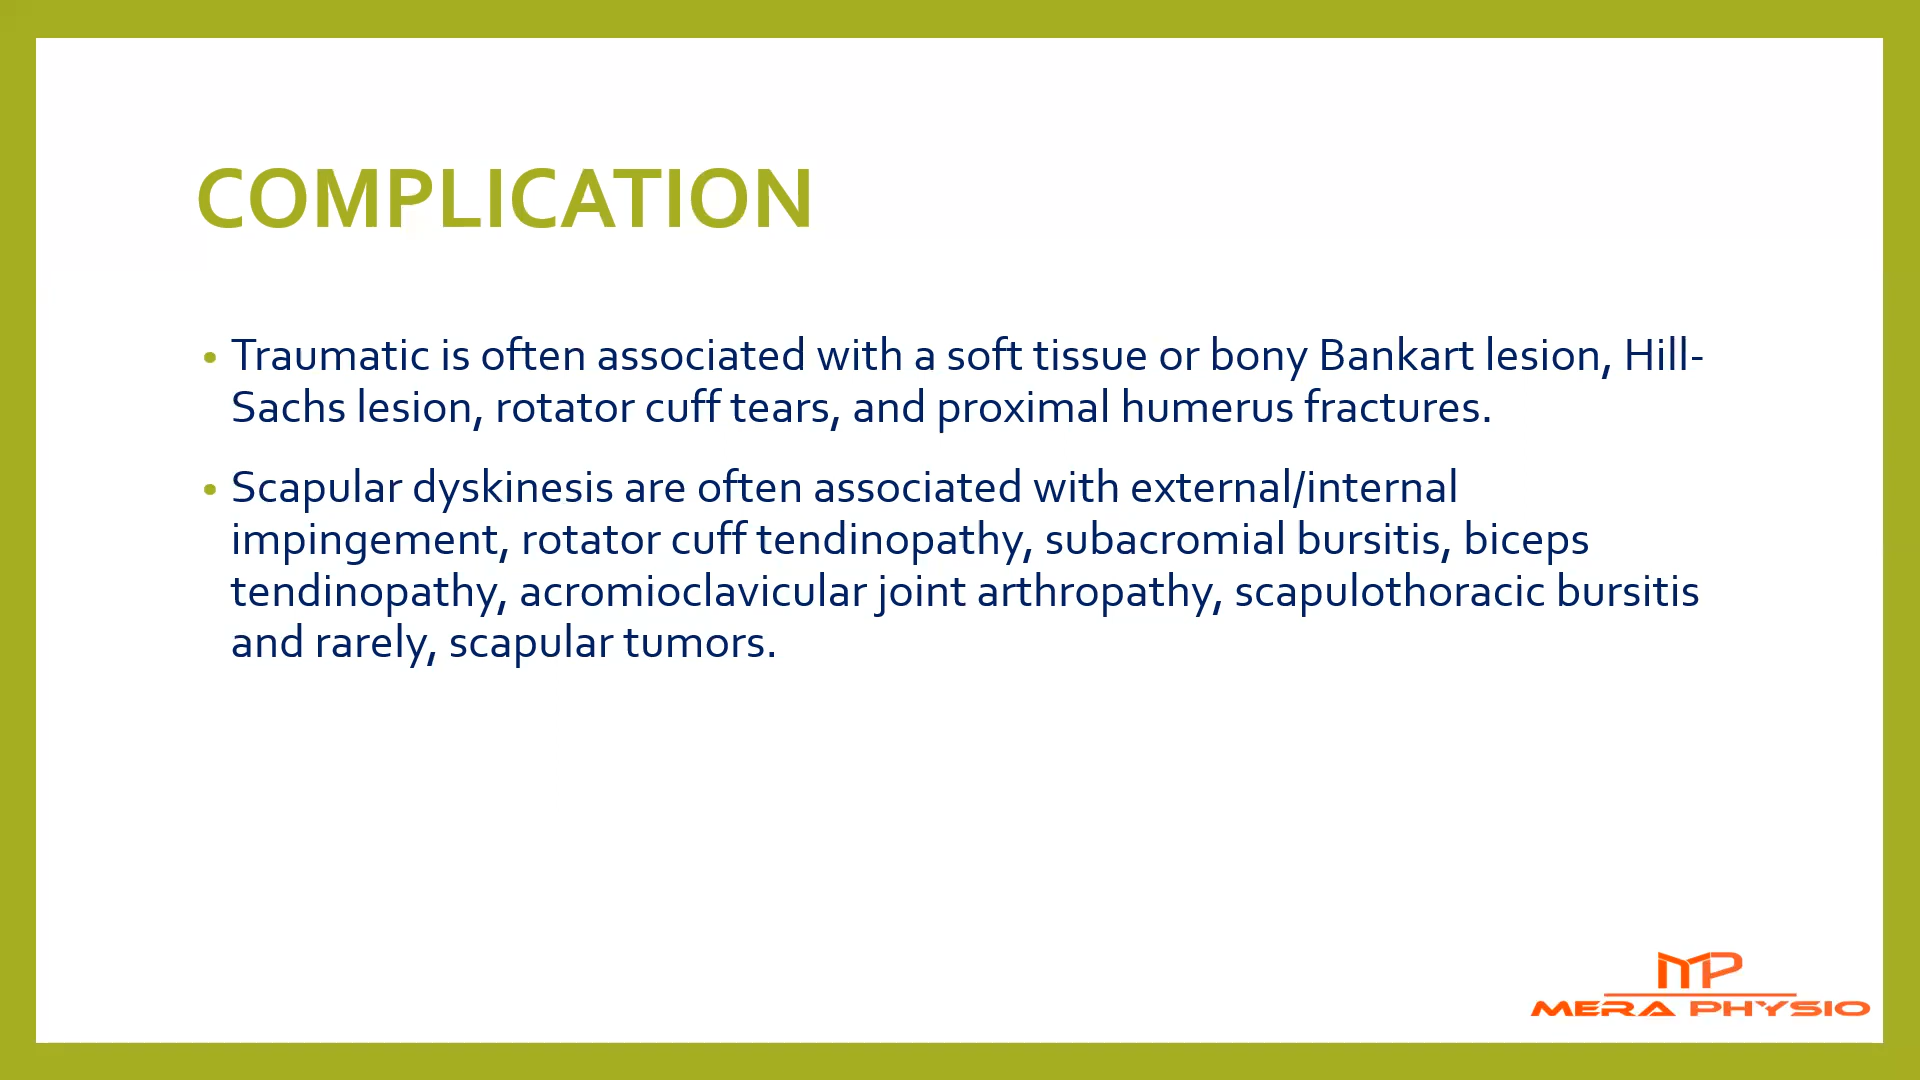 COMPLICATION
• Traumatic is often associated with a soft tissue or bony Bankart lesion, Hill-
Sachs lesion, rotator cuff tears, and proximal humerus fractures.
• Scapular dyskinesis are often associated with external/internal
impingement, rotator cuff tendinopathy, subacromial bursitis, biceps
tendinopathy, acromioclavicular joint arthropathy, scapulothoracic bursitis
and rarely, scapular tumors.
MP
MERA PHYSIO